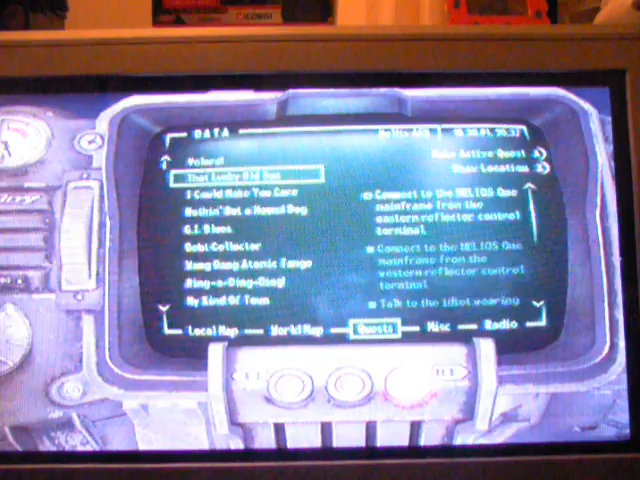 DATA
Volare!
That Lucky Old Sun
I Could Make You Care
Nothin' But a Hound Dog
G.I. Blues
Debt Collector
Wang Dang Atomic Tango
Ring-a-Ding-Ding!
My Kind Of Town
Make Active Quest A)
Show Location X)
Connect to the HELIOS One
mainframe from the
eastern reflector control
terminal.
Connect to the HELIOS One
mainframe from the
western reflector control
terminal
Talk to the idiot wearing
Local Map
World Map
Quests
Misc
Radio